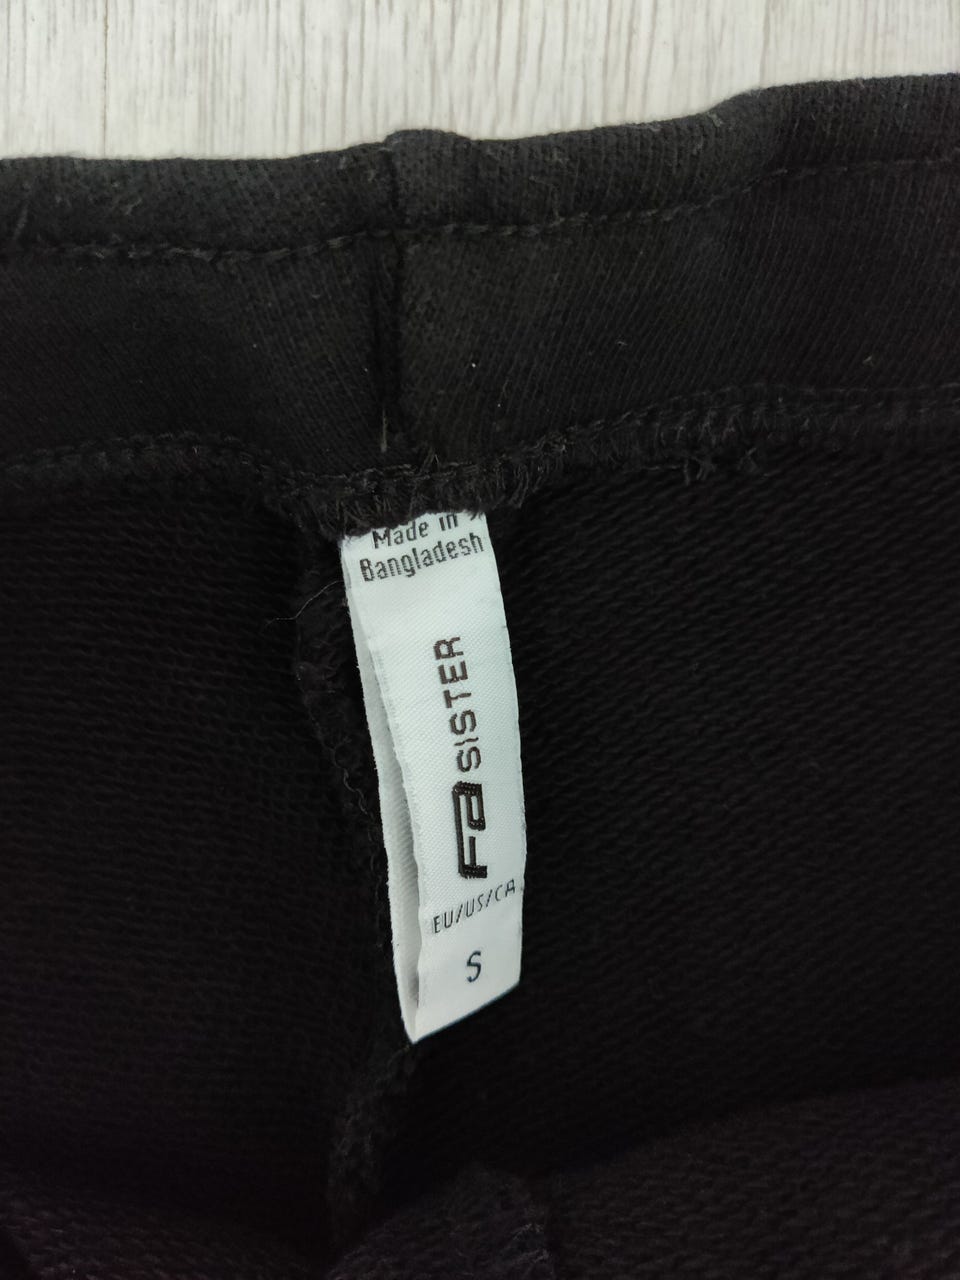 Made in
Bangladesh
FB SISTER
EU/US/CA
S